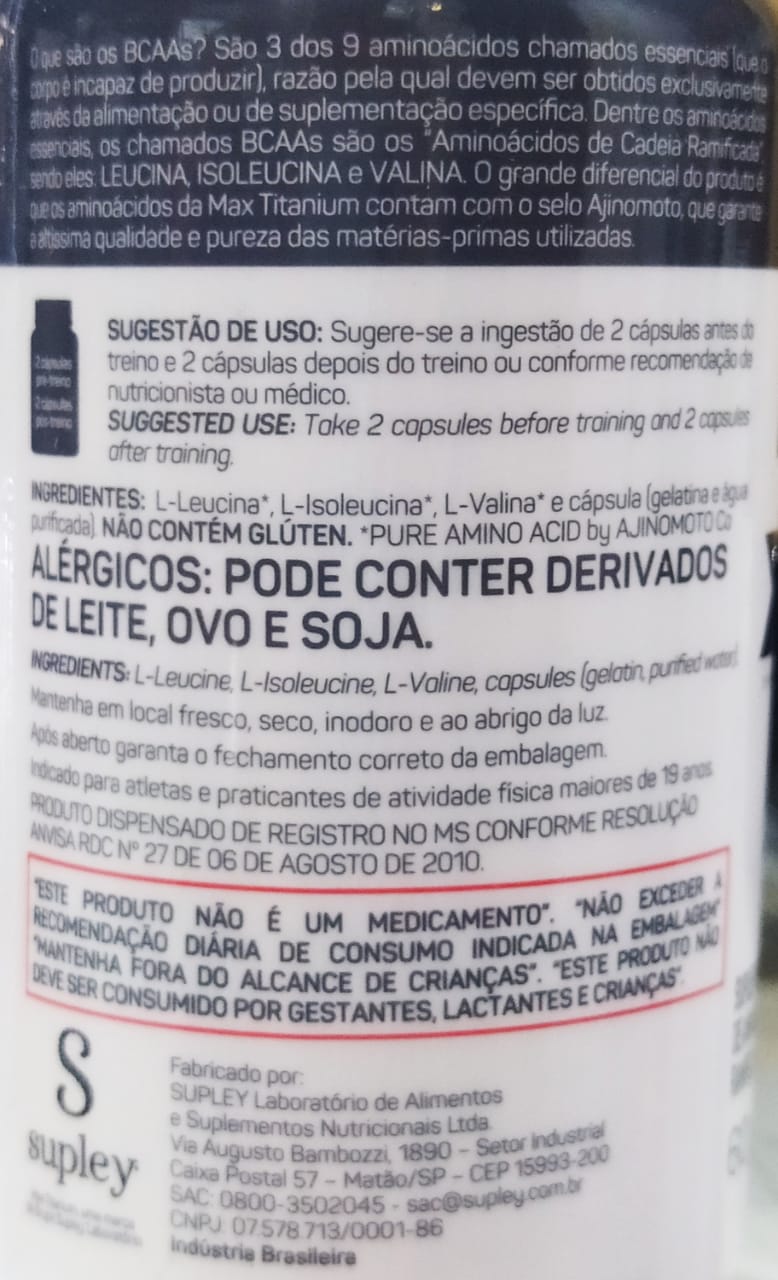 O que são os BCAAs? São 3 dos 9 aminoácidos chamados essenciais (que o
corpo é incapaz de produzir), razão pela qual devem ser obtidos exclusivamente
através da alimentação ou de suplementação específica. Dentre os aminoácidos
essenciais, os chamados BCAAs são os "Aminoácidos de Cadeia Ramificada"
sendo eles: LEUCINA, ISOLEUCINA e VALINA. O grande diferencial do produto é
que os aminoácidos da Max Titanium contam com o selo Ajinomoto, que garante
a altíssima qualidade e pureza das matérias-primas utilizadas.
2 cápsulas
pré-treino
2 cápsulas
pós-treino
SUGESTÃO DE USO: Sugere-se a ingestão de 2 cápsulas antes do
treino e 2 cápsulas depois do treino ou conforme recomendação de
nutricionista ou médico.
SUGGESTED USE: Take 2 capsules before training and 2 capsules
after training.
INGREDIENTES: L-Leucina*, L-Isoleucina*, L-Valina* e cápsula (gelatina e água
purificada). NÃO CONTÉM GLÚTEN. *PURE AMINO ACID by AJINOMOTO Co
ALÉRGICOS: PODE CONTER DERIVADOS
DE LEITE, OVO E SOJA.
INGREDIENTS: L-Leucine, L-Isoleucine, L-Valine, capsules (gelatin, purified water).
Mantenha em local fresco, seco, inodoro e ao abrigo da luz.
Após aberto garanta o fechamento correto da embalagem.
Indicado para atletas e praticantes de atividade física maiores de 19 anos.
PRODUTO DISPENSADO DE REGISTRO NO MS CONFORME RESOLUÇÃO
ANVISA RDC Nº 27 DE 06 DE AGOSTO DE 2010.
"ESTE PRODUTO NÃO É UM MEDICAMENTO". "NÃO EXCEDER A
RECOMENDAÇÃO DIÁRIA DE CONSUMO INDICADA NA EMBALAGEM"
"MANTENHA FORA DO ALCANCE DE CRIANÇAS". "ESTE PRODUTO NÃO
DEVE SER CONSUMIDO POR GESTANTES, LACTANTES E CRIANÇAS".
S
supley
Fabricado por:
SUPLEY Laboratório de Alimentos
e Suplementos Nutricionais Ltda.
Via Augusto Bambozzi, 1890 - Setor Industrial
Caixa Postal 57 - Matão/SP - CEP 15993-200
SAC: 0800-3502045 - sac@supley.com.br
CNPJ: 07.578.713/0001-86
Indústria Brasileira